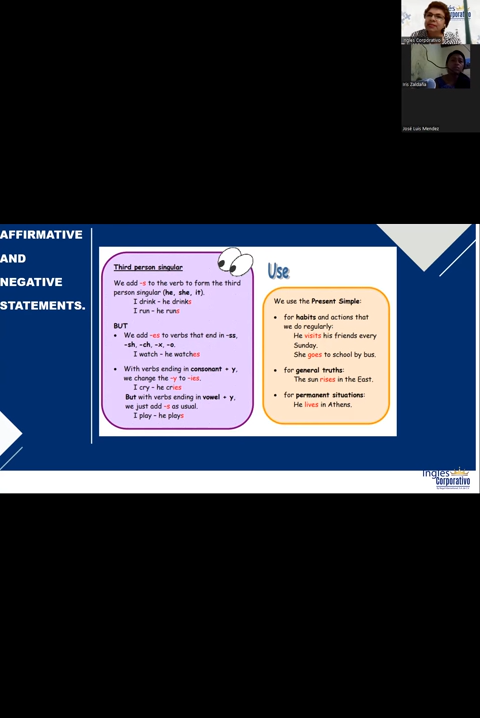 Inglés Corporativo
Iris Zaldaña
José Luis Mendez
AFFIRMATIVE
AND
NEGATIVE
STATEMENTS.
Third person singular
We add -s to the verb to form the third
person singular (he, she, it).
I drink – he drinks
I run – he runs
BUT
• We add -es to verbs that end in -ss,
-sh, -ch, -x, -o.
I watch – he watches
• With verbs ending in consonant + y,
we change the -y to -ies.
I cry – he cries
But with verbs ending in vowel + y,
we just add -s as usual.
I play – he plays
Use
We use the Present Simple:
• for habits and actions that
we do regularly:
He visits his friends every
Sunday.
She goes to school by bus.
• for general truths:
The sun rises in the East.
• for permanent situations:
He lives in Athens.
Inglés
Corporativo